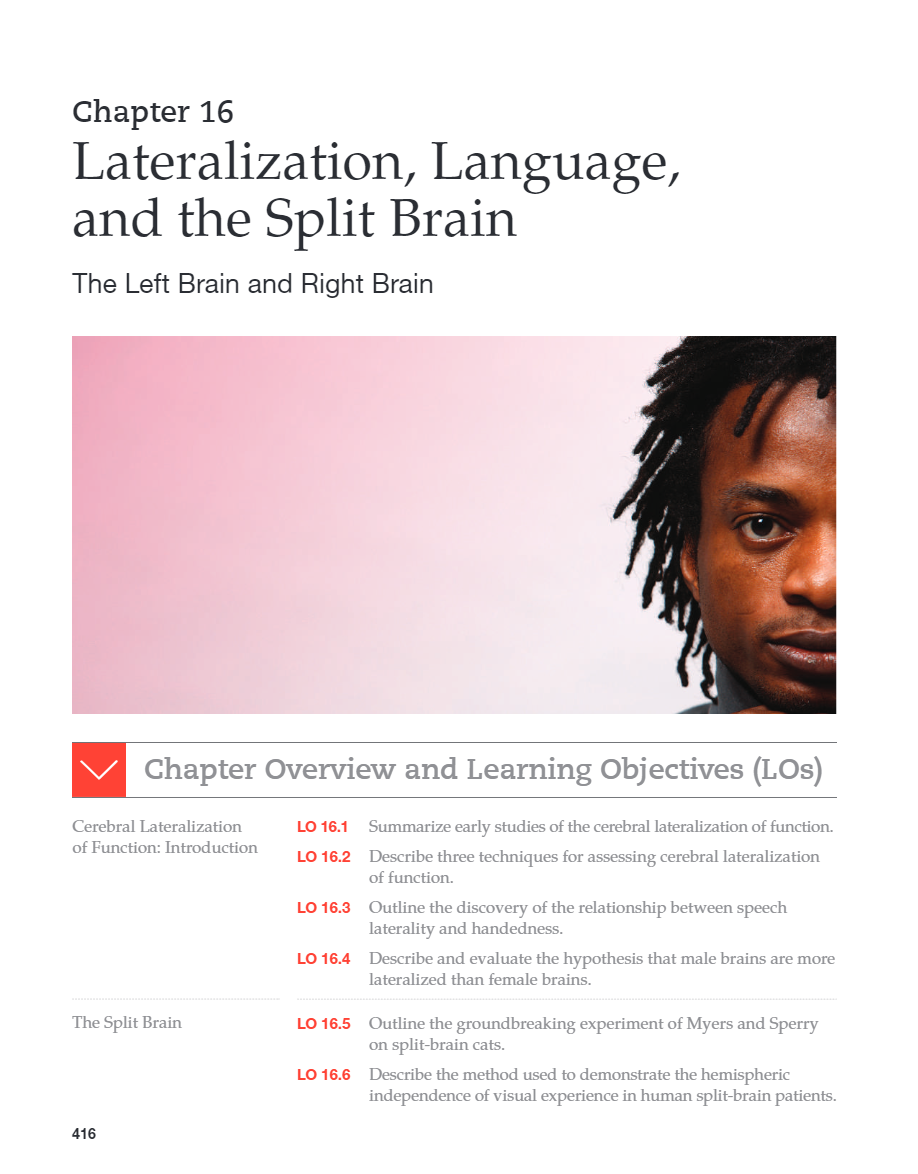 Chapter 16
Lateralization, Language,
and the Split Brain
The Left Brain and Right Brain
Chapter Overview and Learning Objectives (LOs)
Cerebral Lateralization
of Function: Introduction
LO 16.1 Summarize early studies of the cerebral lateralization of function.
LO 16.2 Describe three techniques for assessing cerebral lateralization
of function.
LO 16.3 Outline the discovery of the relationship between speech
laterality and handedness.
LO 16.4 Describe and evaluate the hypothesis that male brains are more
lateralized than female brains.
The Split Brain
LO 16.5 Outline the groundbreaking experiment of Myers and Sperry
on split-brain cats.
LO 16.6 Describe the method used to demonstrate the hemispheric
independence of visual experience in human split-brain patients.
416